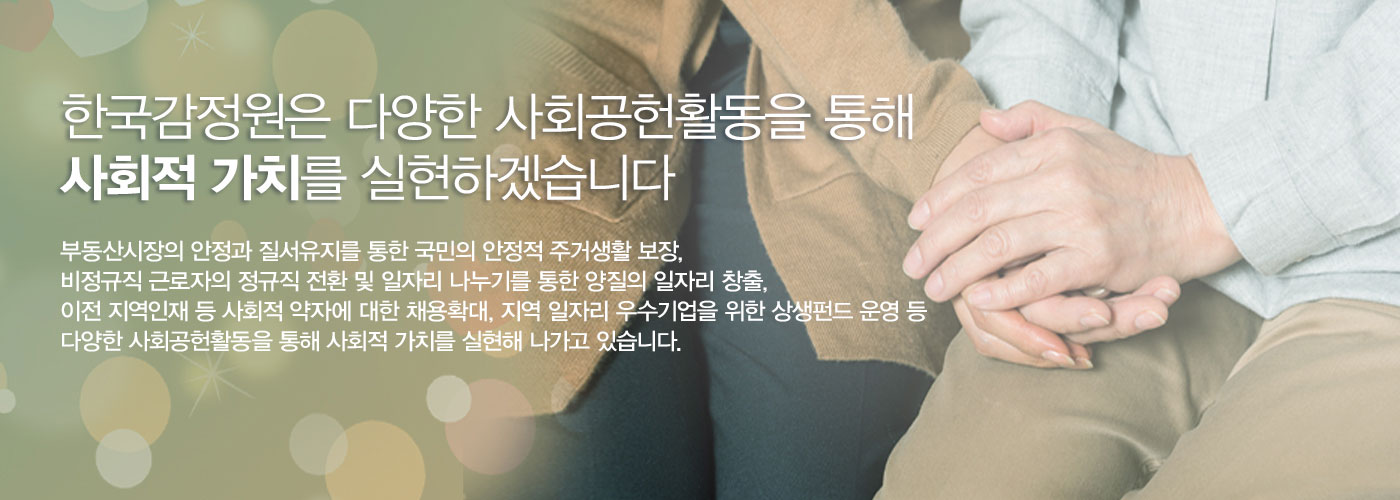 한국감정원은 다양한 사회공헌활동을 통해
사회적 가치를 실현하겠습니다
부동산시장의 안정과 질서유지를 통한 국민의 안정적 주거생활 보장,
비정규직 근로자의 정규직 전환 및 일자리 나누기를 통한 양질의 일자리 창출,
이전 지역인재 등 사회적 약자에 대한 채용확대, 지역 일자리 우수기업을 위한 상생펀드 운영 등
다양한 사회공헌활동을 통해 사회적 가치를 실현해 나가고 있습니다.